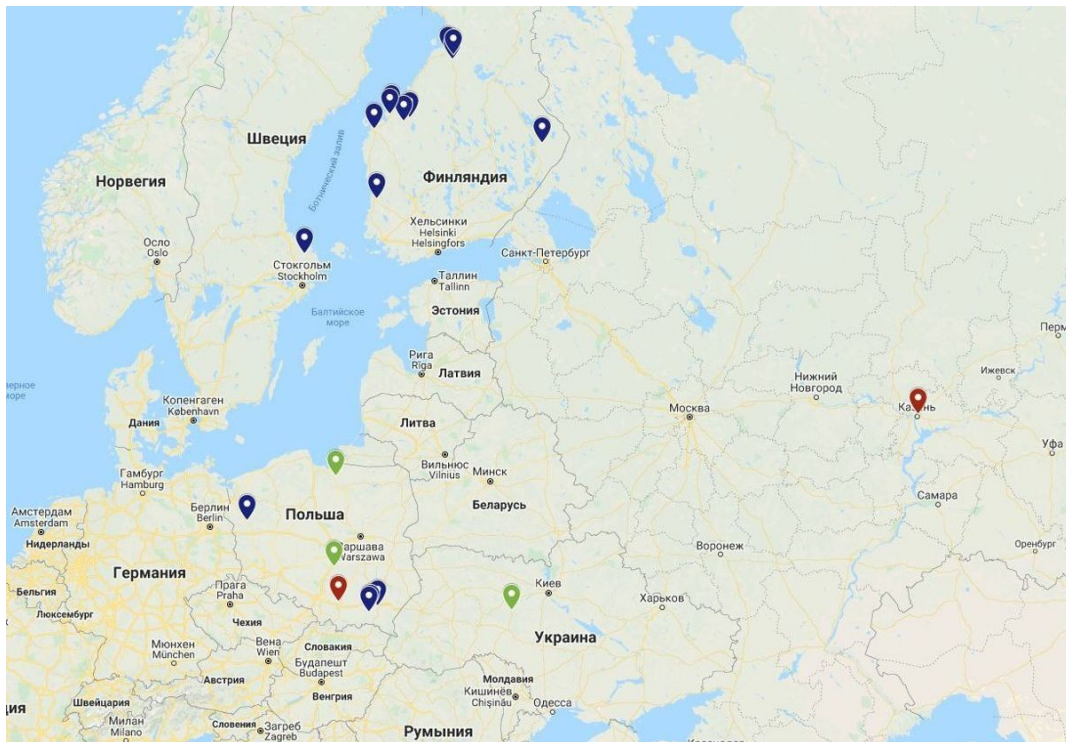 Швеция
Норвегия
Финляндия
Ботнический залив
Хельсинки
Helsinki
Helsingfors
Осло
Oslo
Санкт-Петербург
Стокгольм
Stockholm
Таллин
Tallinn
Эстония
Балтийское
море
Перм
Рига
Rīga
Латвия
Ижевск
Нижний
Новгород
Копенгаген
København
Москва
Казань
Дания
Литва
Уфа
Вильнюс
Vilnius
Минск
Гамбург
Hamburg
Самара
Беларусь
Берлин
Berlin
Польша
Амстердам
Amsterdam
Нидерланды
Варшава
Warszawa
Воронеж
Оренбург
Германия
Киев
Бельгия
Прага
Praha
Харьков
Люксембург
Чехия
Украина
Мюнхен
München
Вена
Wien
Словакия
Будапешт
Budapest
Австрия
Молдавия
Венгрия
Кишинёв
Chișinău
Швейцария
Одесса
Милан
Milano
Словения
Загреб
Zagreb
Румыния